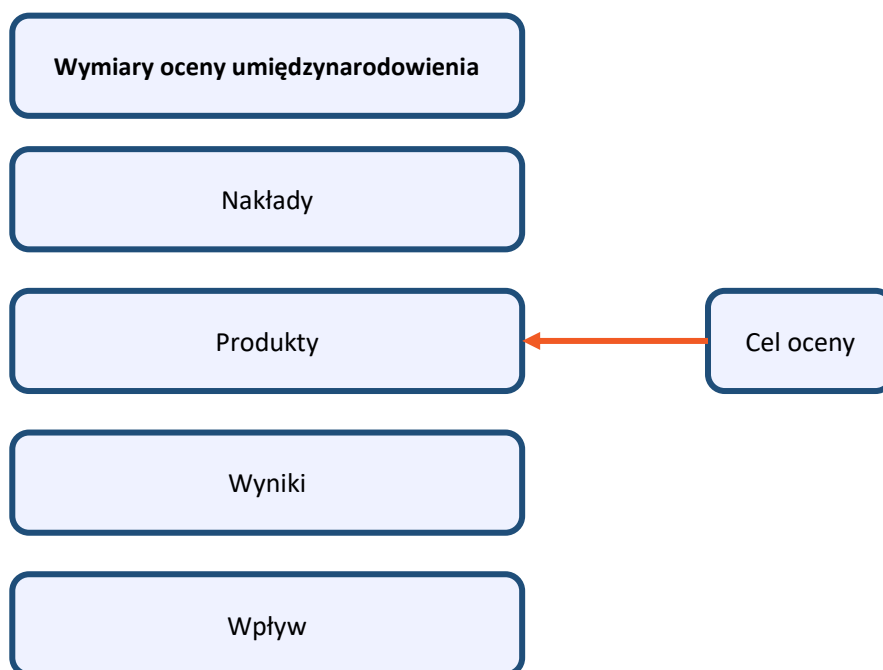 Wymiary oceny umiędzynarodowienia
Nakłady
Produkty
Cel oceny
Wyniki
Wpływ